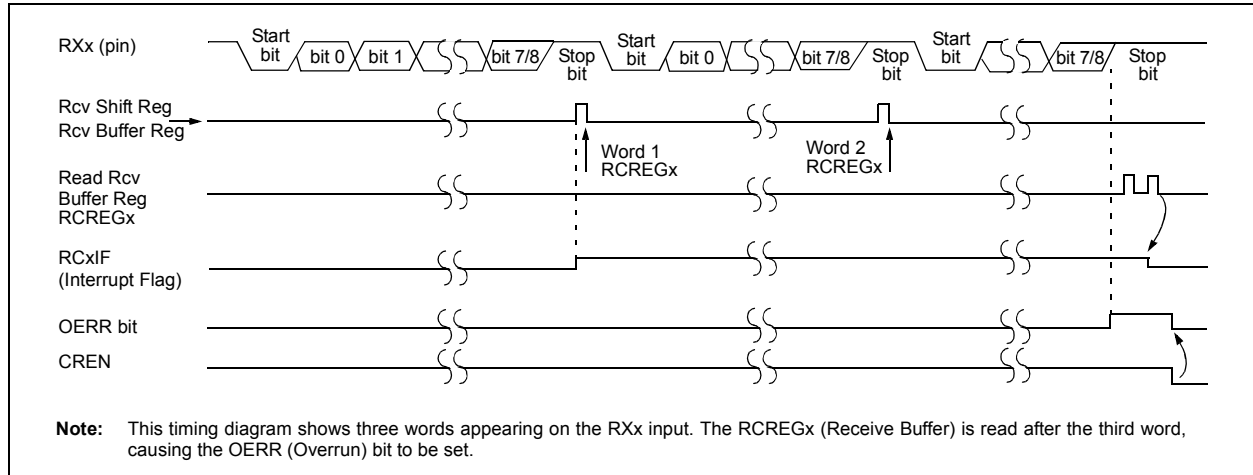 RXx (pin)
Start
bit
bit 0
bit 1
bit 7/8
Stop
bit
Start
bit
bit 0
bit 7/8
Stop
bit
Start
bit
bit 7/8
Stop
bit
Rcv Shift Reg
Rcv Buffer Reg
Word 1
RCREGx
Word 2
RCREGx
Read Rcv
Buffer Reg
RCREGx
RCxIF
(Interrupt Flag)
OERR bit
CREN
Note: This timing diagram shows three words appearing on the RXx input. The RCREGx (Receive Buffer) is read after the third word,
causing the OERR (Overrun) bit to be set.